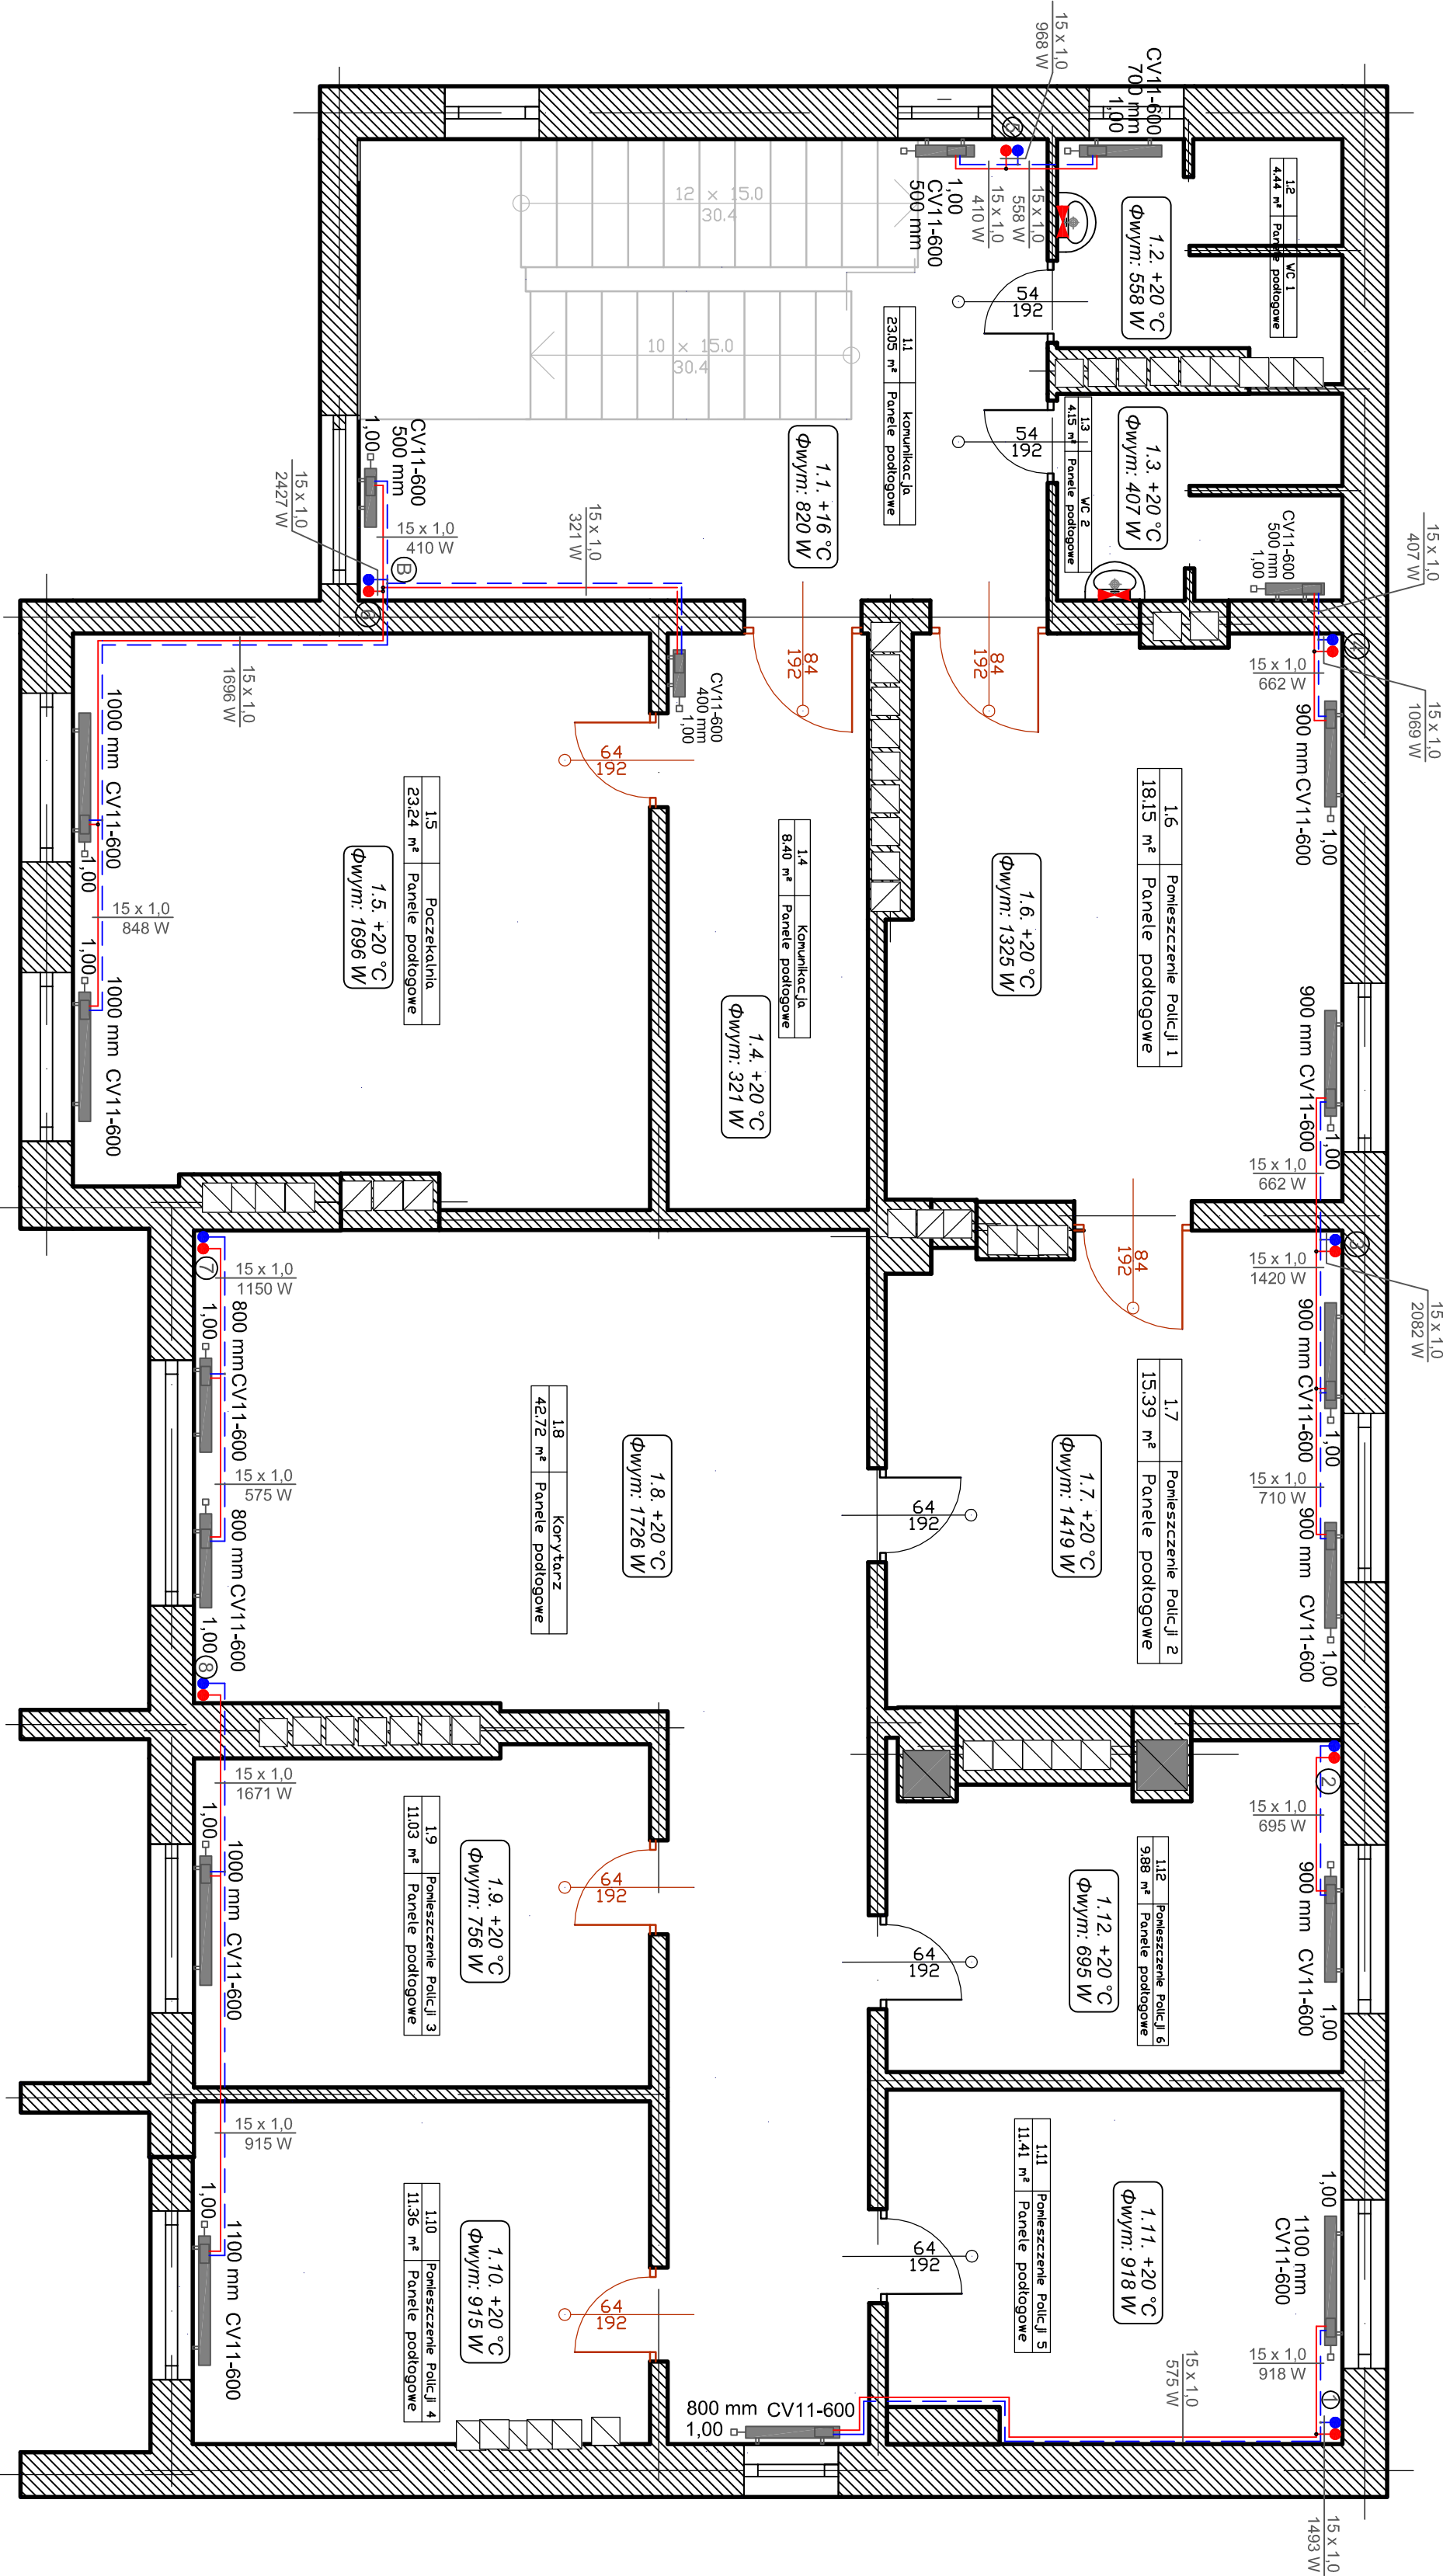 15 x 1,0
968 W
CV11-600
700 mm
1,00
5
1,00
CV11-600
500 mm
15 x 1,0
558 W
15 x 1,0
410 W
12 x 15.0
30.4
10 x 15.0
30.4
1.2 WC 1
4.44 m² Panele podłogowe
1.2. +20 °C
Φwym: 558 W
54
192
54
192
1.1 komunikacja
23.05 m² Panele podłogowe
1.1. +16 °C
Φwym: 820 W
1.3 WC 2
4.15 m² Panele podłogowe
1.3. +20 °C
Φwym: 407 W
CV11-600
500 mm
1,00
15 x 1,0
407 W
CV11-600
500 mm
1,00
15 x 1,0
2427 W
15 x 1,0
410 W
B
6
15 x 1,0
321 W
4
15 x 1,0
662 W
15 x 1,0
1069 W
84
192
84
192
CV11-600
400 mm
1,00
64
192
15 x 1,0
1696 W
1000 mm CV11-600
1,00
15 x 1,0
848 W
1,00
1000 mm CV11-600
900 mm CV11-600
1,00
1.6 Pomieszczenie Policji 1
18.15 m² Panele podłogowe
1.6. +20 °C
Φwym: 1325 W
1.4 Komunikacja
8.40 m² Panele podłogowe
1.4. +20 °C
Φwym: 321 W
1.5 Poczekalnia
23.24 m² Panele podłogowe
1.5. +20 °C
Φwym: 1696 W
900 mm CV11-600
1,00
15 x 1,0
662 W
3
15 x 1,0
1420 W
15 x 1,0
2082 W
84
192
7
15 x 1,0
1150 W
800 mm CV11-600
1,00
15 x 1,0
575 W
800 mm CV11-600
1,00
8
900 mm CV11-600
1,00
15 x 1,0
710 W
900 mm CV11-600
1,00
1.7 Pomieszczenie Policji 2
15.39 m² Panele podłogowe
1.7. +20 °C
Φwym: 1419 W
64
192
1.8 Korytarz
42.72 m² Panele podłogowe
1.8. +20 °C
Φwym: 1726 W
15 x 1,0
1671 W
1,00
1000 mm CV11-600
1.9 Pomieszczenie Policji 3
11.03 m² Panele podłogowe
1.9. +20 °C
Φwym: 756 W
64
192
2
15 x 1,0
695 W
900 mm CV11-600
1,00
1.12 Pomieszczenie Policji 6
9.88 m² Panele podłogowe
1.12. +20 °C
Φwym: 695 W
64
192
15 x 1,0
915 W
1,00
1100 mm CV11-600
1.10 Pomieszczenie Policji 4
11.36 m² Panele podłogowe
1.10. +20 °C
Φwym: 915 W
64
192
64
192
1.11 Pomieszczenie Policji 5
11.41 m² Panele podłogowe
1.11. +20 °C
Φwym: 918 W
1,00
1100 mm
CV11-600
15 x 1,0
918 W
15 x 1,0
575 W
1
800 mm CV11-600
1,00
15 x 1,0
1493 W